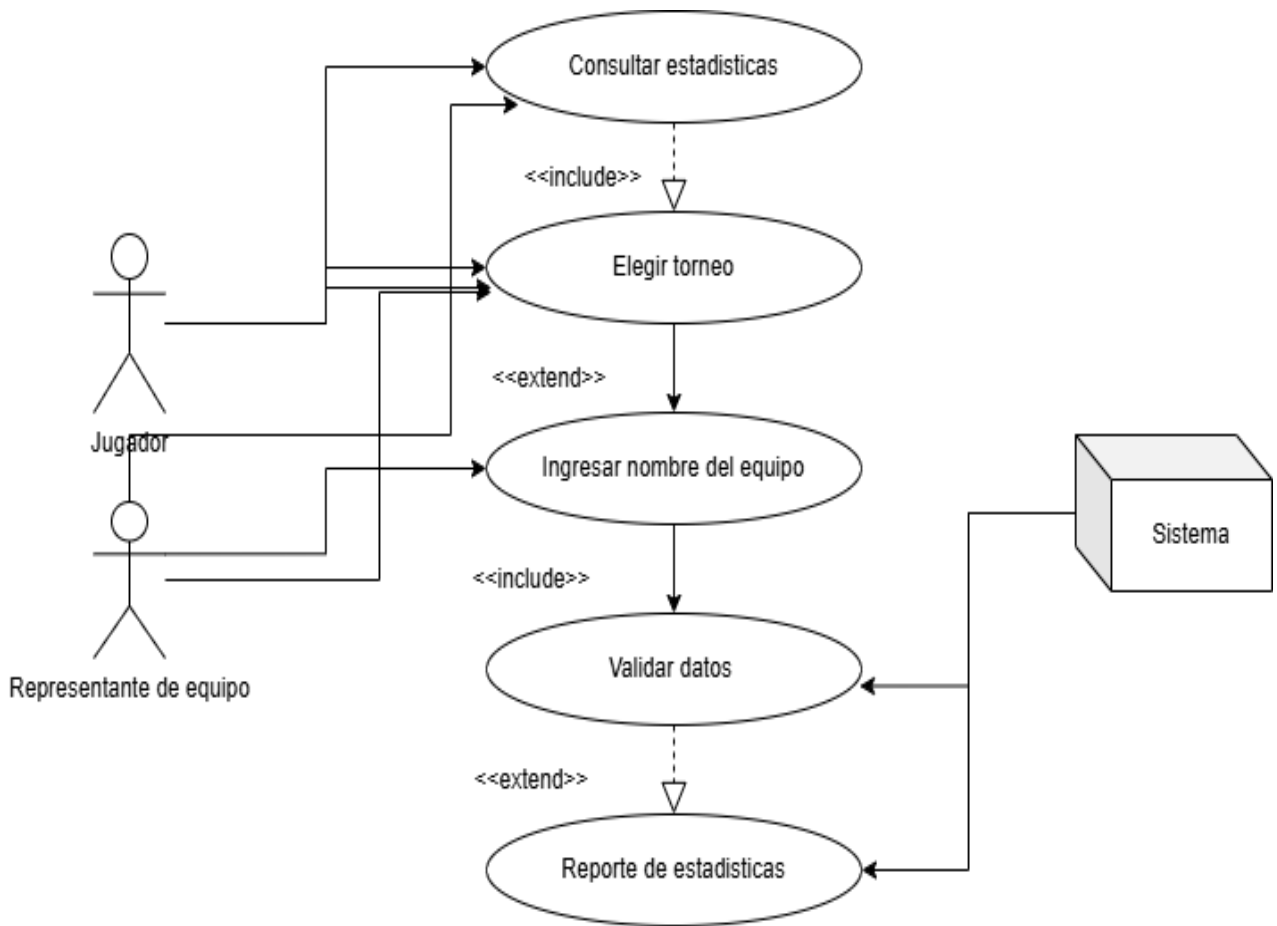 Consultar estadisticas
<<include>>
Elegir torneo
<<extend>>
Jugador
Ingresar nombre del equipo
Sistema
<<include>>
Validar datos
Representante de equipo
<<extend>>
Reporte de estadisticas